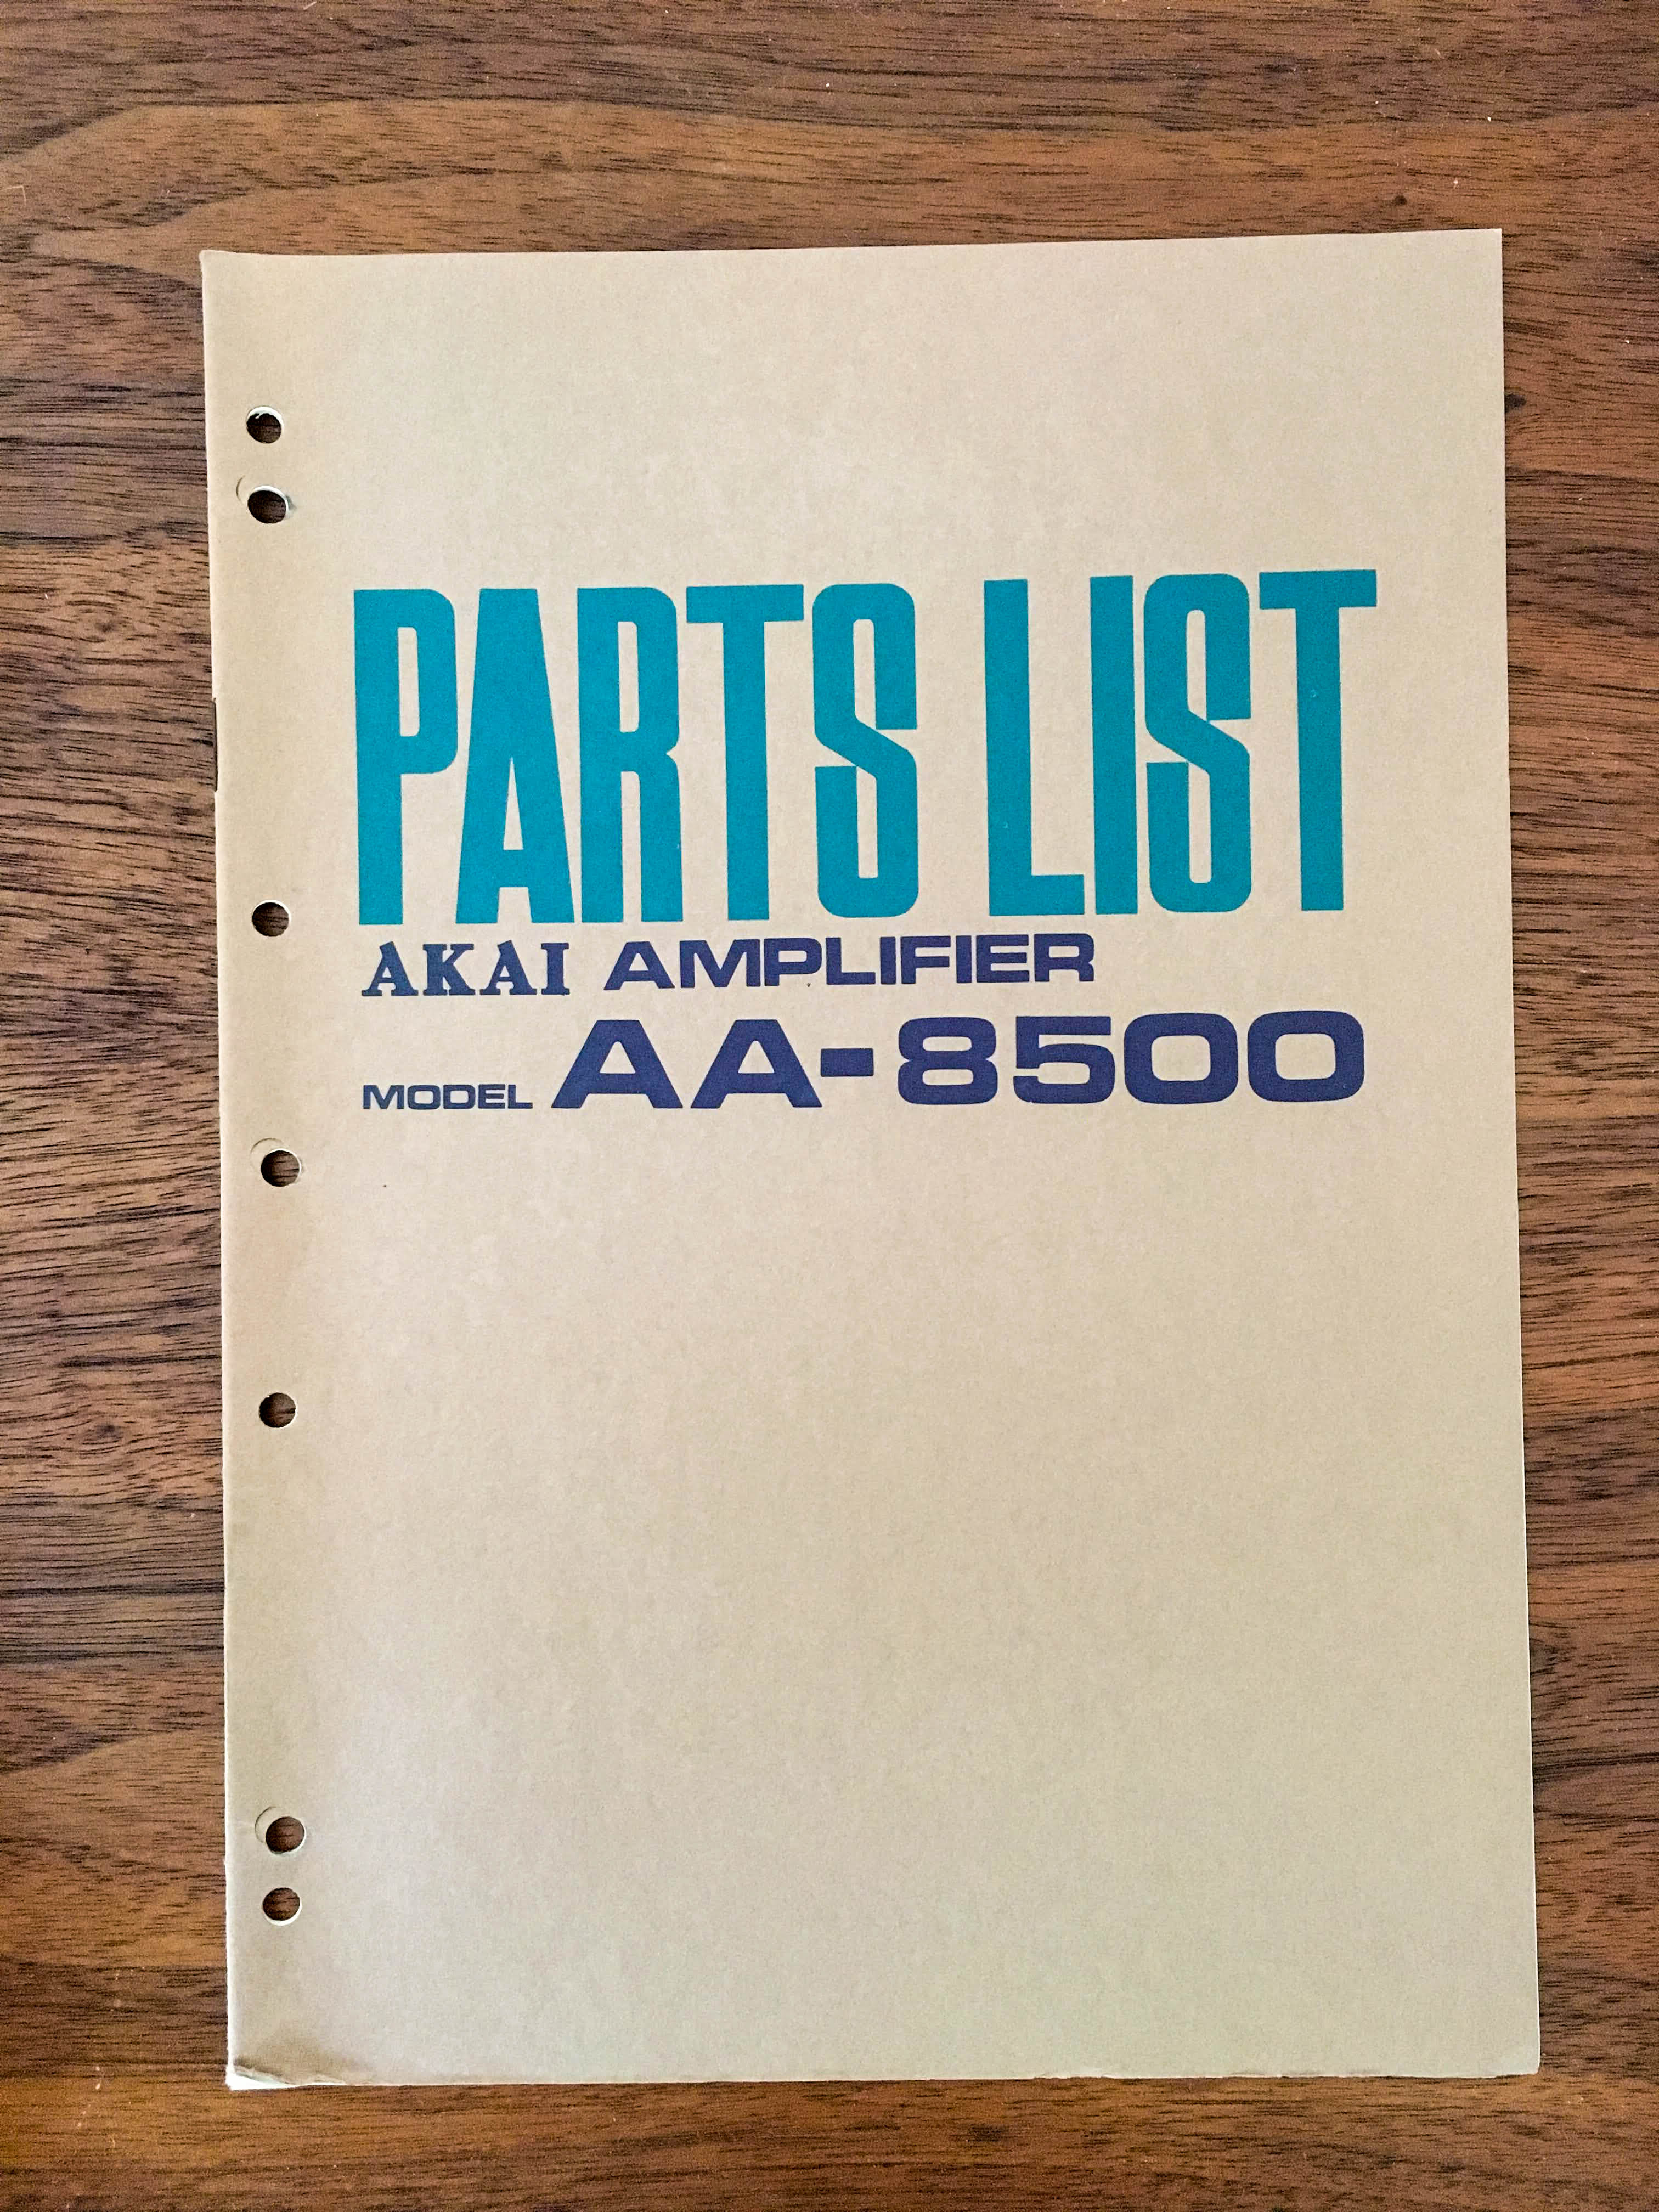 PARTS LIST
AKAI AMPLIFIER
MODEL AA-8500